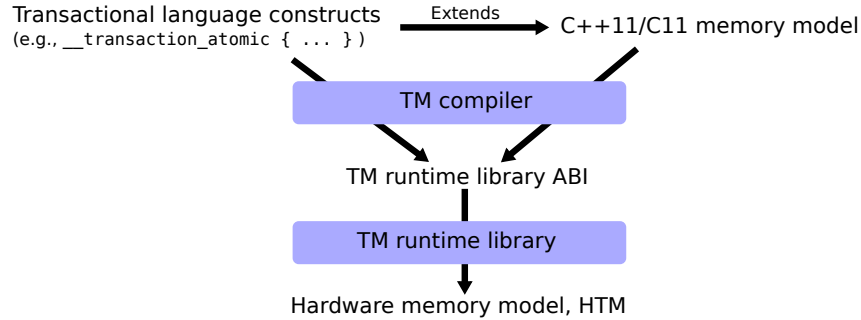 Transactional language constructs
(e.g., __transaction_atomic { ... } )
Extends
C++11/C11 memory model
TM compiler
TM runtime library ABI
TM runtime library
Hardware memory model, HTM